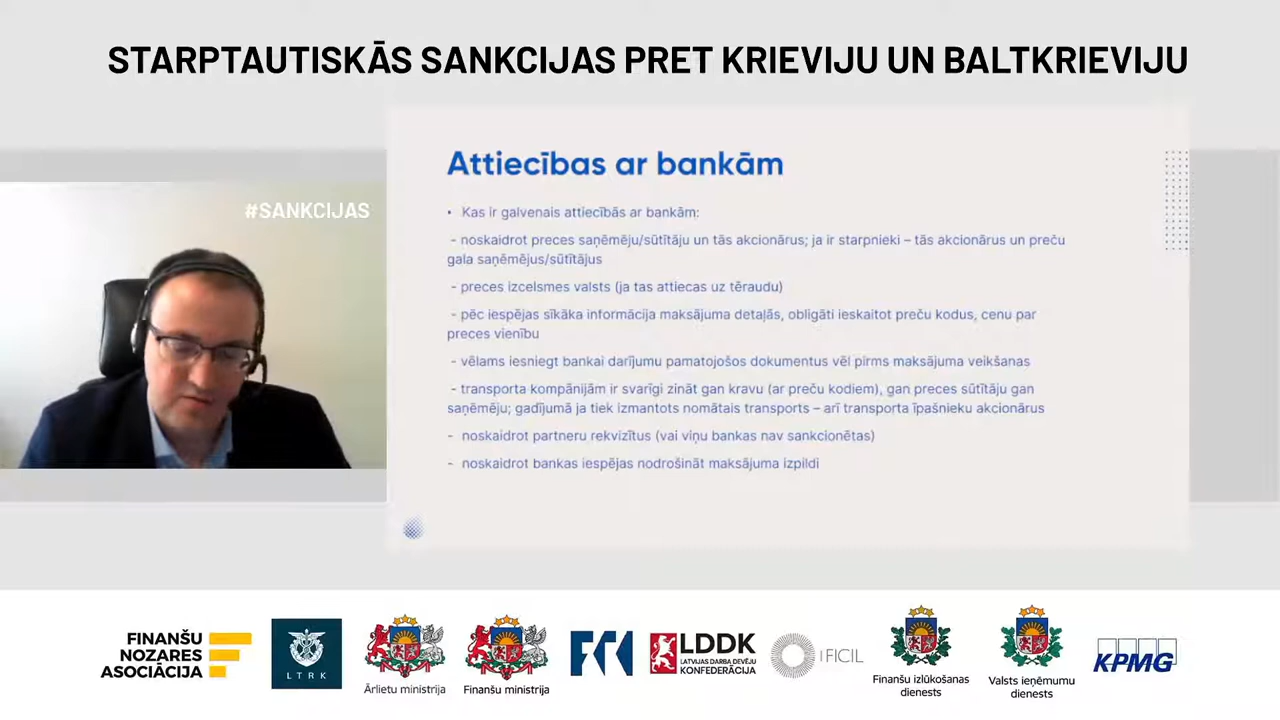 STARPTAUTISKĀS SANKCIJAS PRET KRIEVIJU UN BALTKRIEVIJU
#SANKCIJAS
Attiecības ar bankām
• Kas ir galvenais attiecībās ar bankām:
- noskaidrot preces saņēmēju/sūtītāju un tās akcionārus; ja ir starpnieki – tās akcionārus un preču
gala saņēmējus/sūtītājus
- preces izcelsmes valsts (ja tas attiecas uz tēraudu)
- pēc iespējas sīkāka informācija maksājuma detaļās, obligāti ieskaitot preču kodus, cenu par
preces vienību
- vēlams iesniegt bankai darījumu pamatojošos dokumentus vēl pirms maksājuma veikšanas
- transporta kompānijām ir svarīgi zināt gan kravu (ar preču kodiem), gan preces sūtītāju gan
saņēmēju; gadījumā ja tiek izmantots nomātais transports – arī transporta īpašnieku akcionārus
- noskaidrot partneru rekvizītus (vai viņu bankas nav sankcionētas)
- noskaidrot bankas iespējas nodrošināt maksājuma izpildi
FINANŠU
NOZARES
ASOCIĀCIJA
LTRK
Ārlietu ministrija
Finanšu ministrija
LDDK
LATVIJAS DARBA DEVĒJU
KONFEDERĀCIJA
FICIL
Finanšu izlūkošanas
dienests
Valsts ieņēmumu
dienests
KPMG